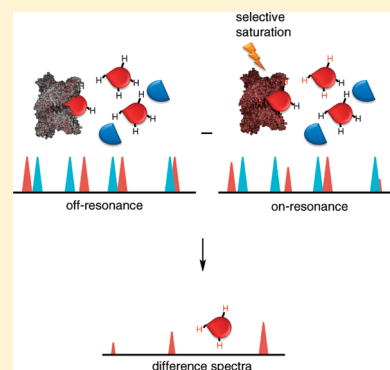 selective
saturation
H H H H
H H H H
H H H H
H H H H
off-resonance
on-resonance
H
H
H
difference spectra